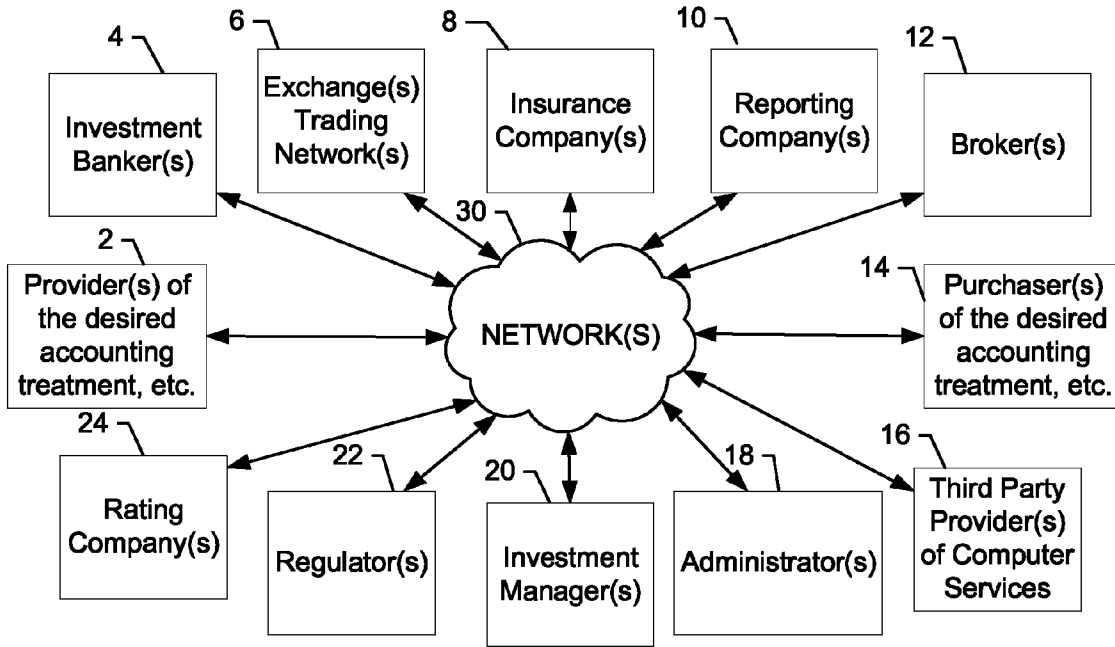 4
Investment
Banker(s)
6
Exchange(s)
Trading
Network(s)
8
Insurance
Company(s)
10
Reporting
Company(s)
12
Broker(s)
2
Provider(s) of
the desired
accounting
treatment, etc.
30
NETWORK(S)
14
Purchaser(s)
of the desired
accounting
treatment, etc.
24
Rating
Company(s)
22
Regulator(s)
20
Investment
Manager(s)
18
Administrator(s)
16
Third Party
Provider(s)
of Computer
Services